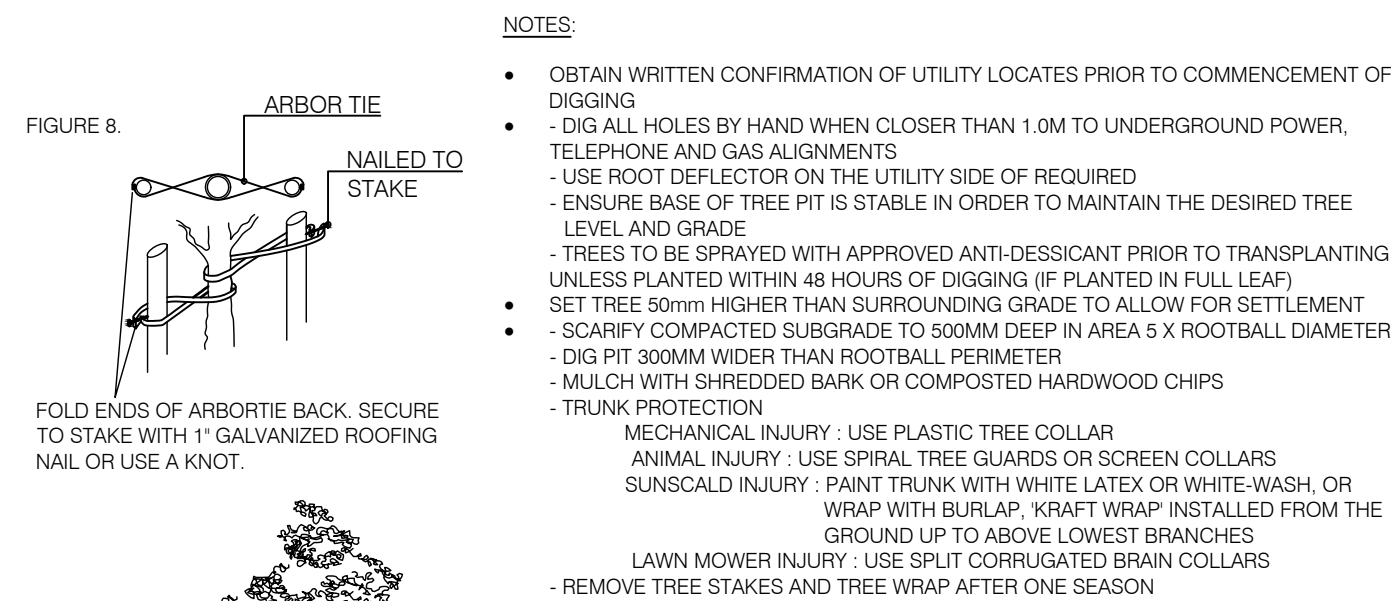 NOTES:
• OBTAIN WRITTEN CONFIRMATION OF UTILITY LOCATES PRIOR TO COMMENCEMENT OF
DIGGING
• - DIG ALL HOLES BY HAND WHEN CLOSER THAN 1.0M TO UNDERGROUND POWER,
TELEPHONE AND GAS ALIGNMENTS
- USE ROOT DEFLECTOR ON THE UTILITY SIDE OF REQUIRED
- ENSURE BASE OF TREE PIT IS STABLE IN ORDER TO MAINTAIN THE DESIRED TREE
LEVEL AND GRADE
- TREES TO BE SPRAYED WITH APPROVED ANTI-DESSICANT PRIOR TO TRANSPLANTING
UNLESS PLANTED WITHIN 48 HOURS OF DIGGING (IF PLANTED IN FULL LEAF)
• SET TREE 50mm HIGHER THAN SURROUNDING GRADE TO ALLOW FOR SETTLEMENT
• - SCARIFY COMPACTED SUBGRADE TO 500MM DEEP IN AREA 5 X ROOTBALL DIAMETER
- DIG PIT 300MM WIDER THAN ROOTBALL PERIMETER
- MULCH WITH SHREDDED BARK OR COMPOSTED HARDWOOD CHIPS
- TRUNK PROTECTION
MECHANICAL INJURY : USE PLASTIC TREE COLLAR
ANIMAL INJURY : USE SPIRAL TREE GUARDS OR SCREEN COLLARS
SUNSCALD INJURY : PAINT TRUNK WITH WHITE LATEX OR WHITE-WASH, OR
WRAP WITH BURLAP, 'KRAFT WRAP' INSTALLED FROM THE
GROUND UP TO ABOVE LOWEST BRANCHES
LAWN MOWER INJURY : USE SPLIT CORRUGATED BRAIN COLLARS
- REMOVE TREE STAKES AND TREE WRAP AFTER ONE SEASON
FIGURE 8.
ARBOR TIE
NAILED TO
STAKE
FOLD ENDS OF ARBORTIE BACK. SECURE
TO STAKE WITH 1" GALVANIZED ROOFING
NAIL OR USE A KNOT.